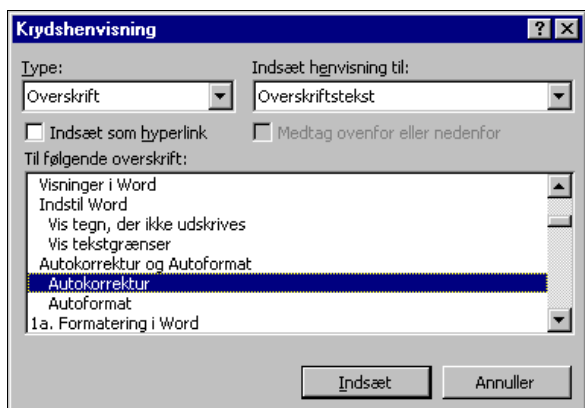 Krydshenvisning
Type:
Indsæt henvisning til:
Overskrift
Overskriftstekst
Indsæt som hyperlink
Medtag ovenfor eller nedenfor
Til følgende overskrift:
Visninger i Word
Indstil Word
Vis tegn, der ikke udskrives
Vis tekstgrænser
Autokorrektur og Autoformat
Autokorrektur
Autoformat
1a. Formatering i Word
Indsæt
Annuller